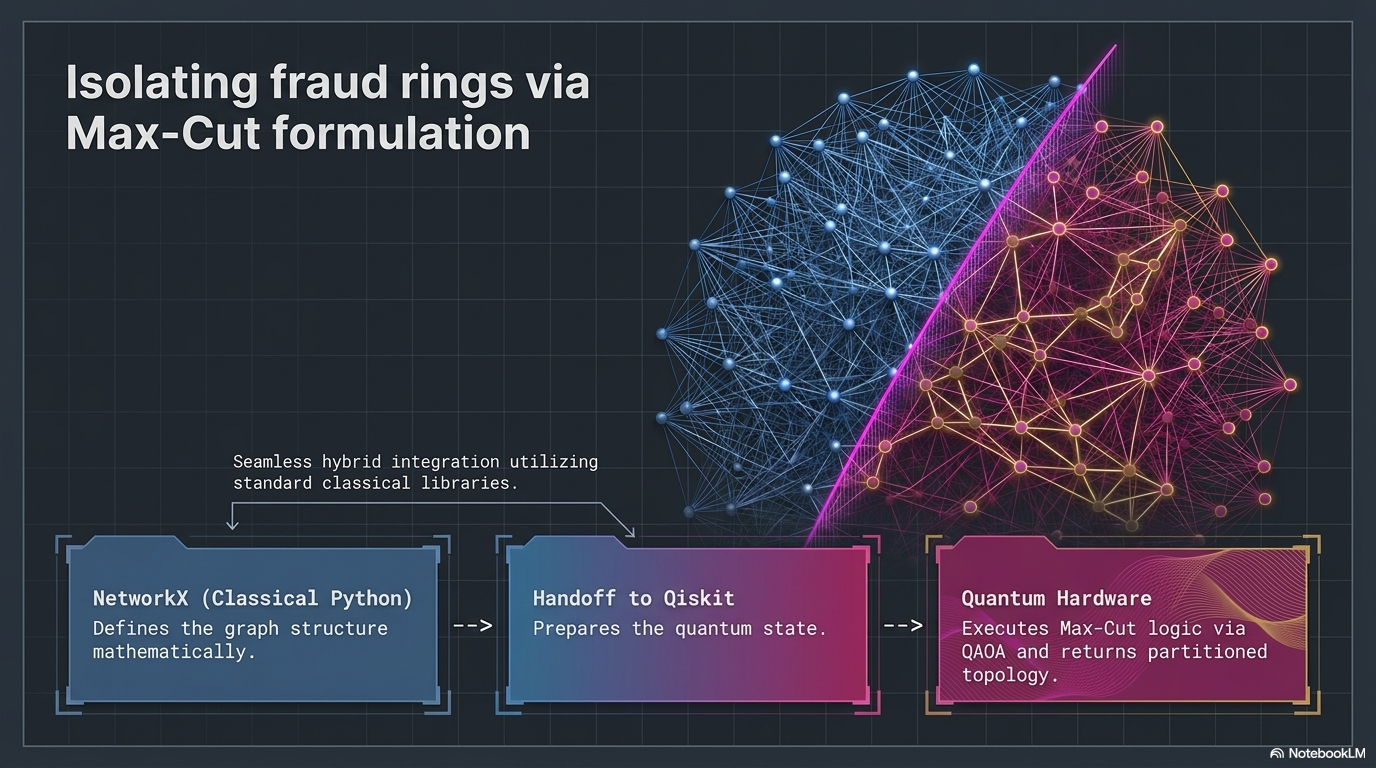 Isolating fraud rings via
Max-Cut formulation
Seamless hybrid integration utilizing
standard classical libraries.
NetworkX (Classical Python)
Defines the graph structure
mathematically.
-->
Handoff to Qiskit
Prepares the quantum state.
-->
Quantum Hardware
Executes Max-Cut logic via
QAOA and returns partitioned
topology.
NotebookLM